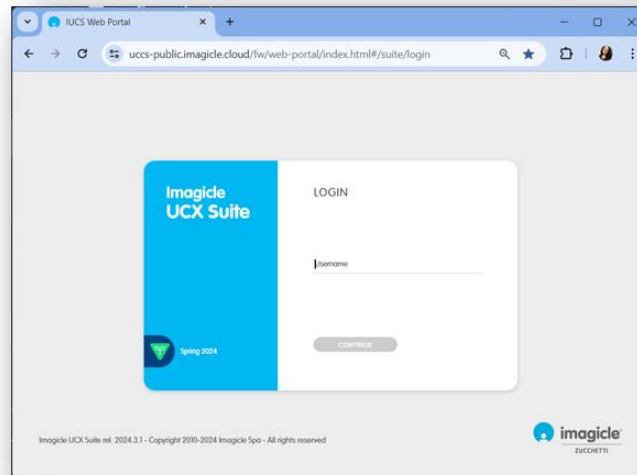 IUCS Web Portal
uccs-public.imagicle.cloud/fw/web-portal/index.html#/suite/login
Imagicle
UCX Suite
LOGIN
Username
CONTINUE
Spring 2024
Imagicle UCX Suite rel. 2024.3.1 - Copyright 2010-2024 Imagicle Spa - All rights reserved
imagicle
ZUCCHETTI